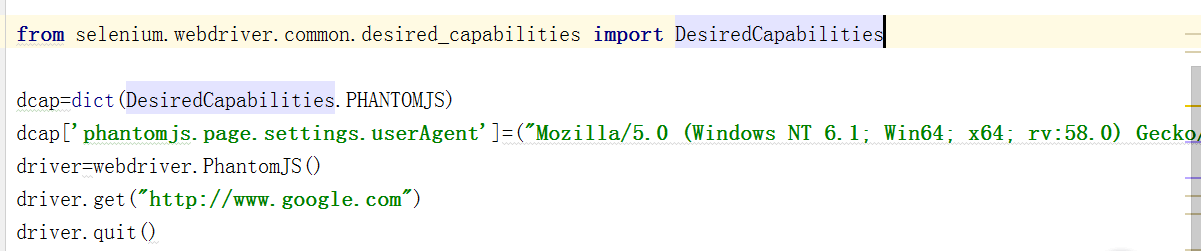 from selenium.webdriver.common.desired_capabilities import DesiredCapabilities
dcap=dict(DesiredCapabilities.PHANTOMJS)
dcap['phantomjs.page.settings.userAgent']=("Mozilla/5.0 (Windows NT 6.1; Win64; x64; rv:58.0) Gecko/
driver=webdriver.PhantomJS()
driver.get("http://www.google.com")
driver.quit()